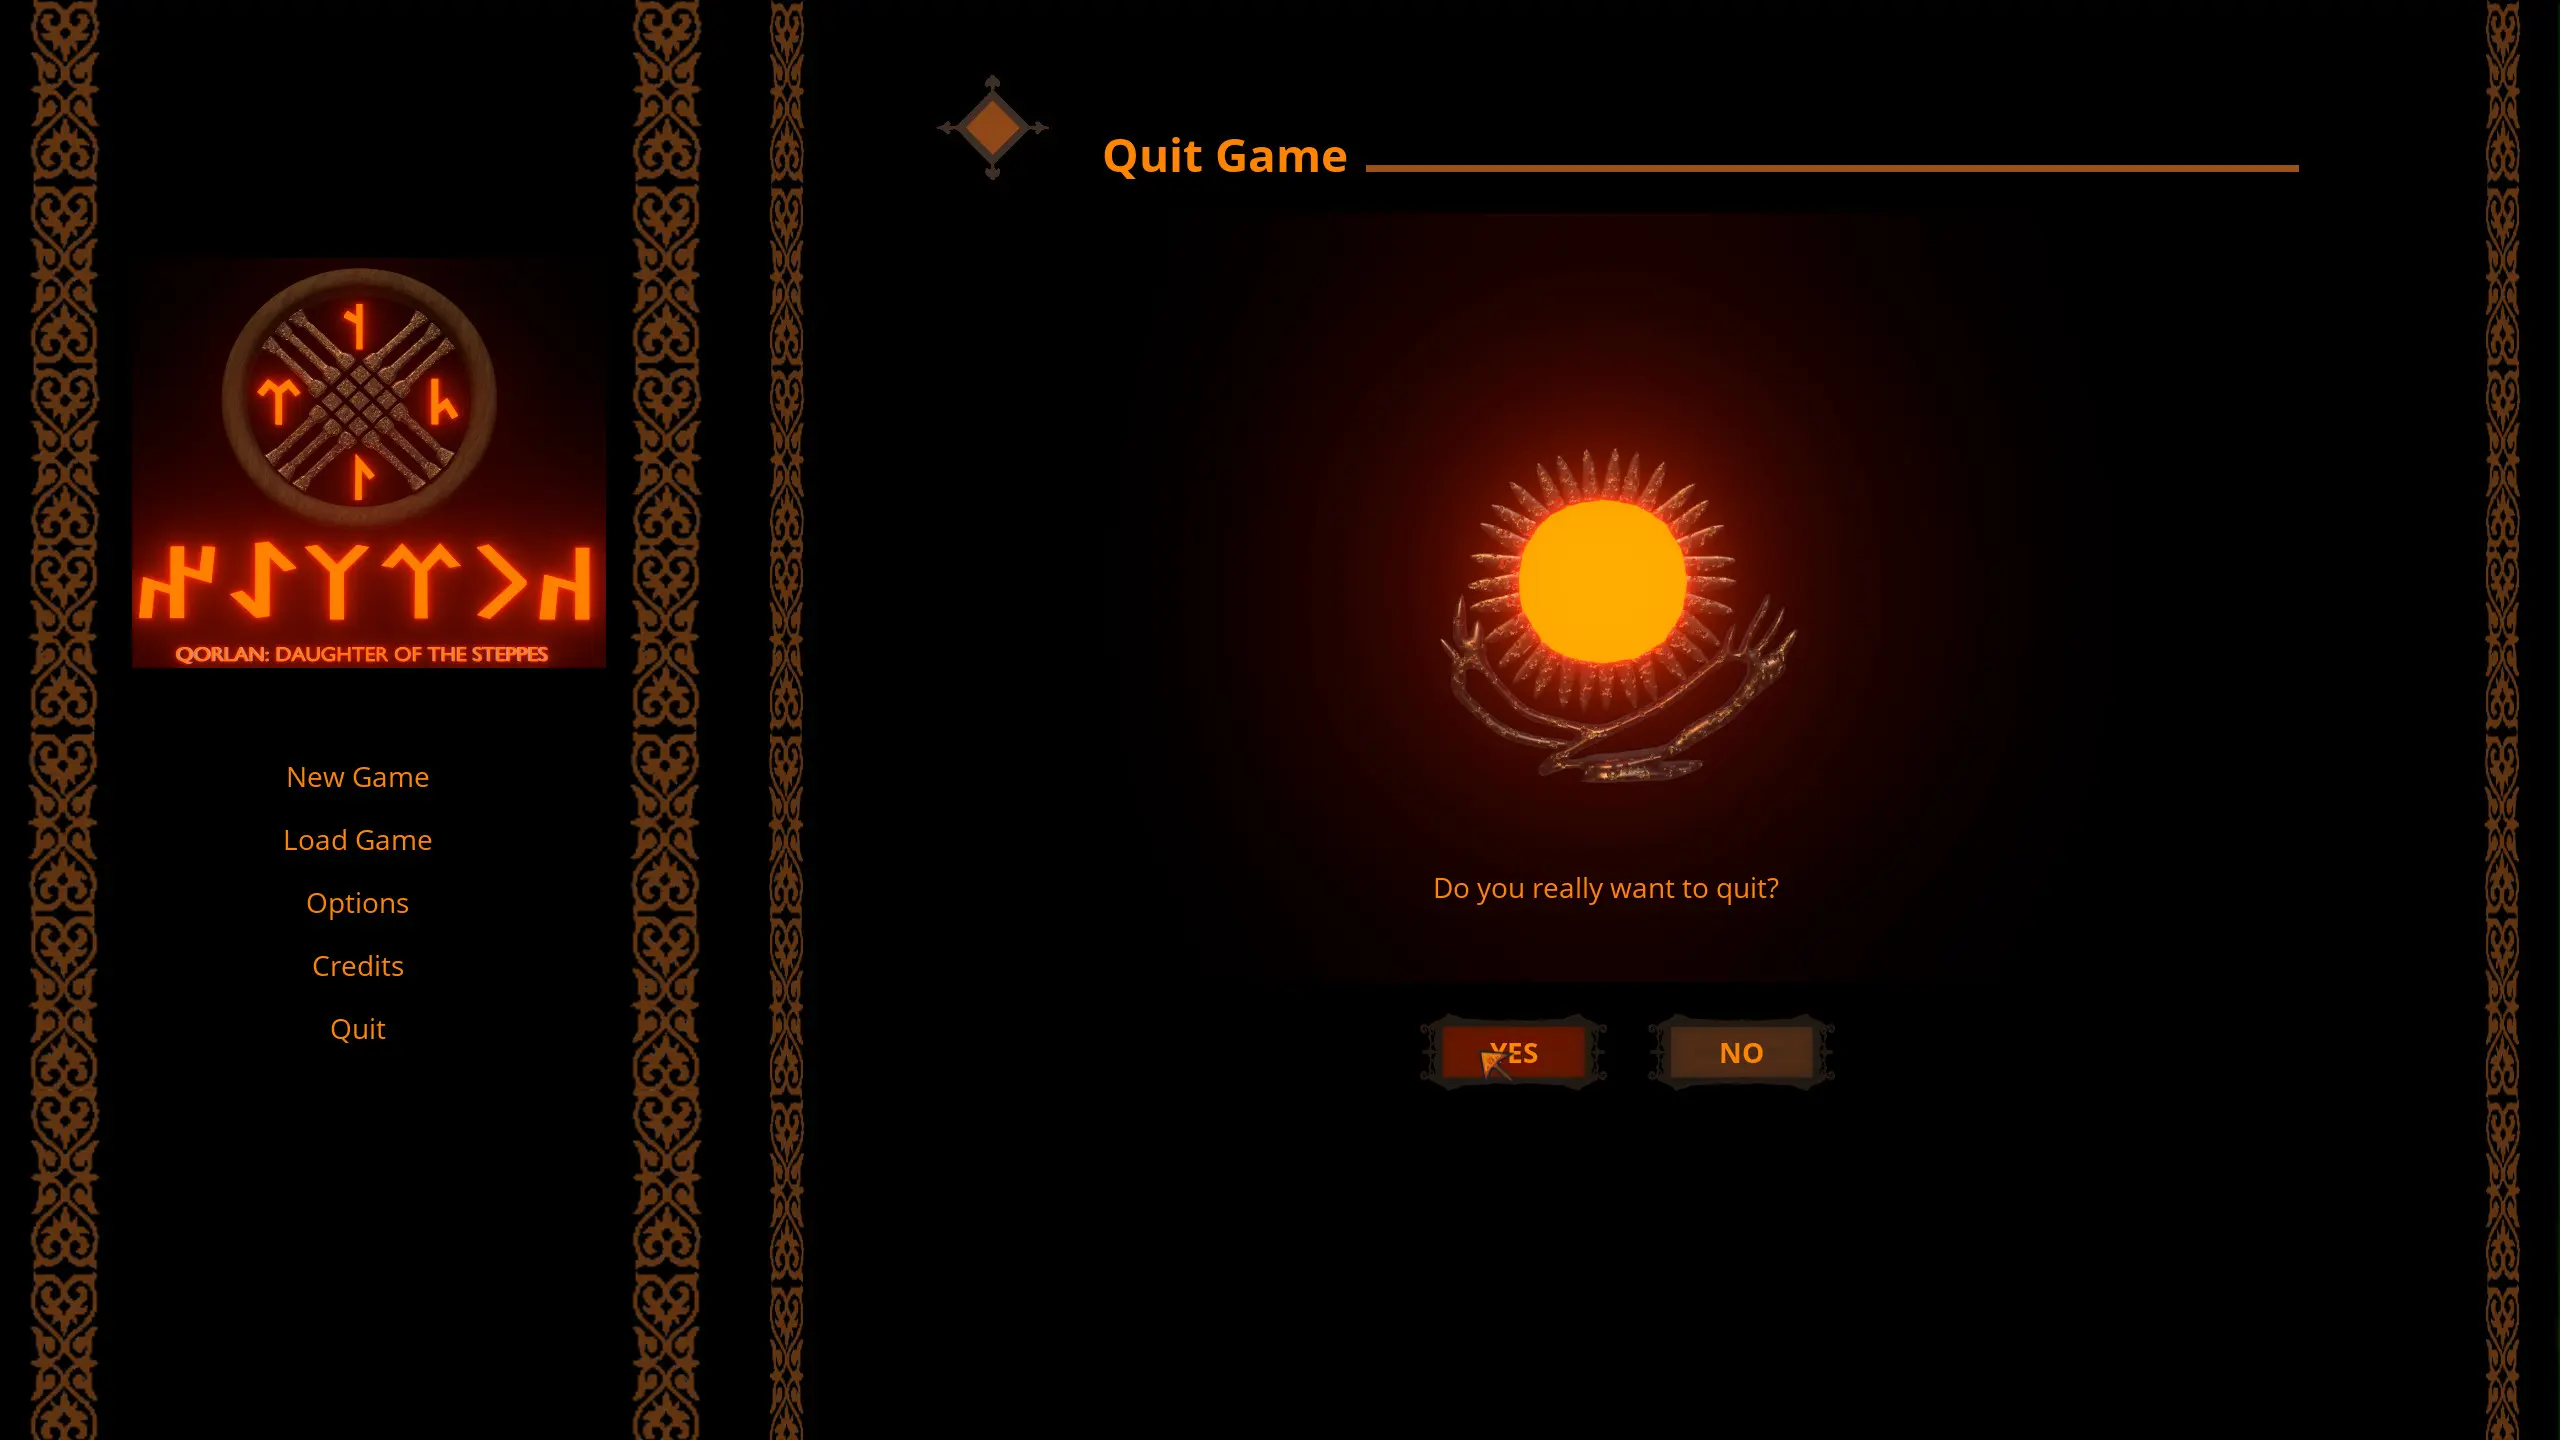 QORLAN: DAUGHTER OF THE STEPPES
New Game
Load Game
Options
Credits
Quit
Quit Game
Do you really want to quit?
YES
NO